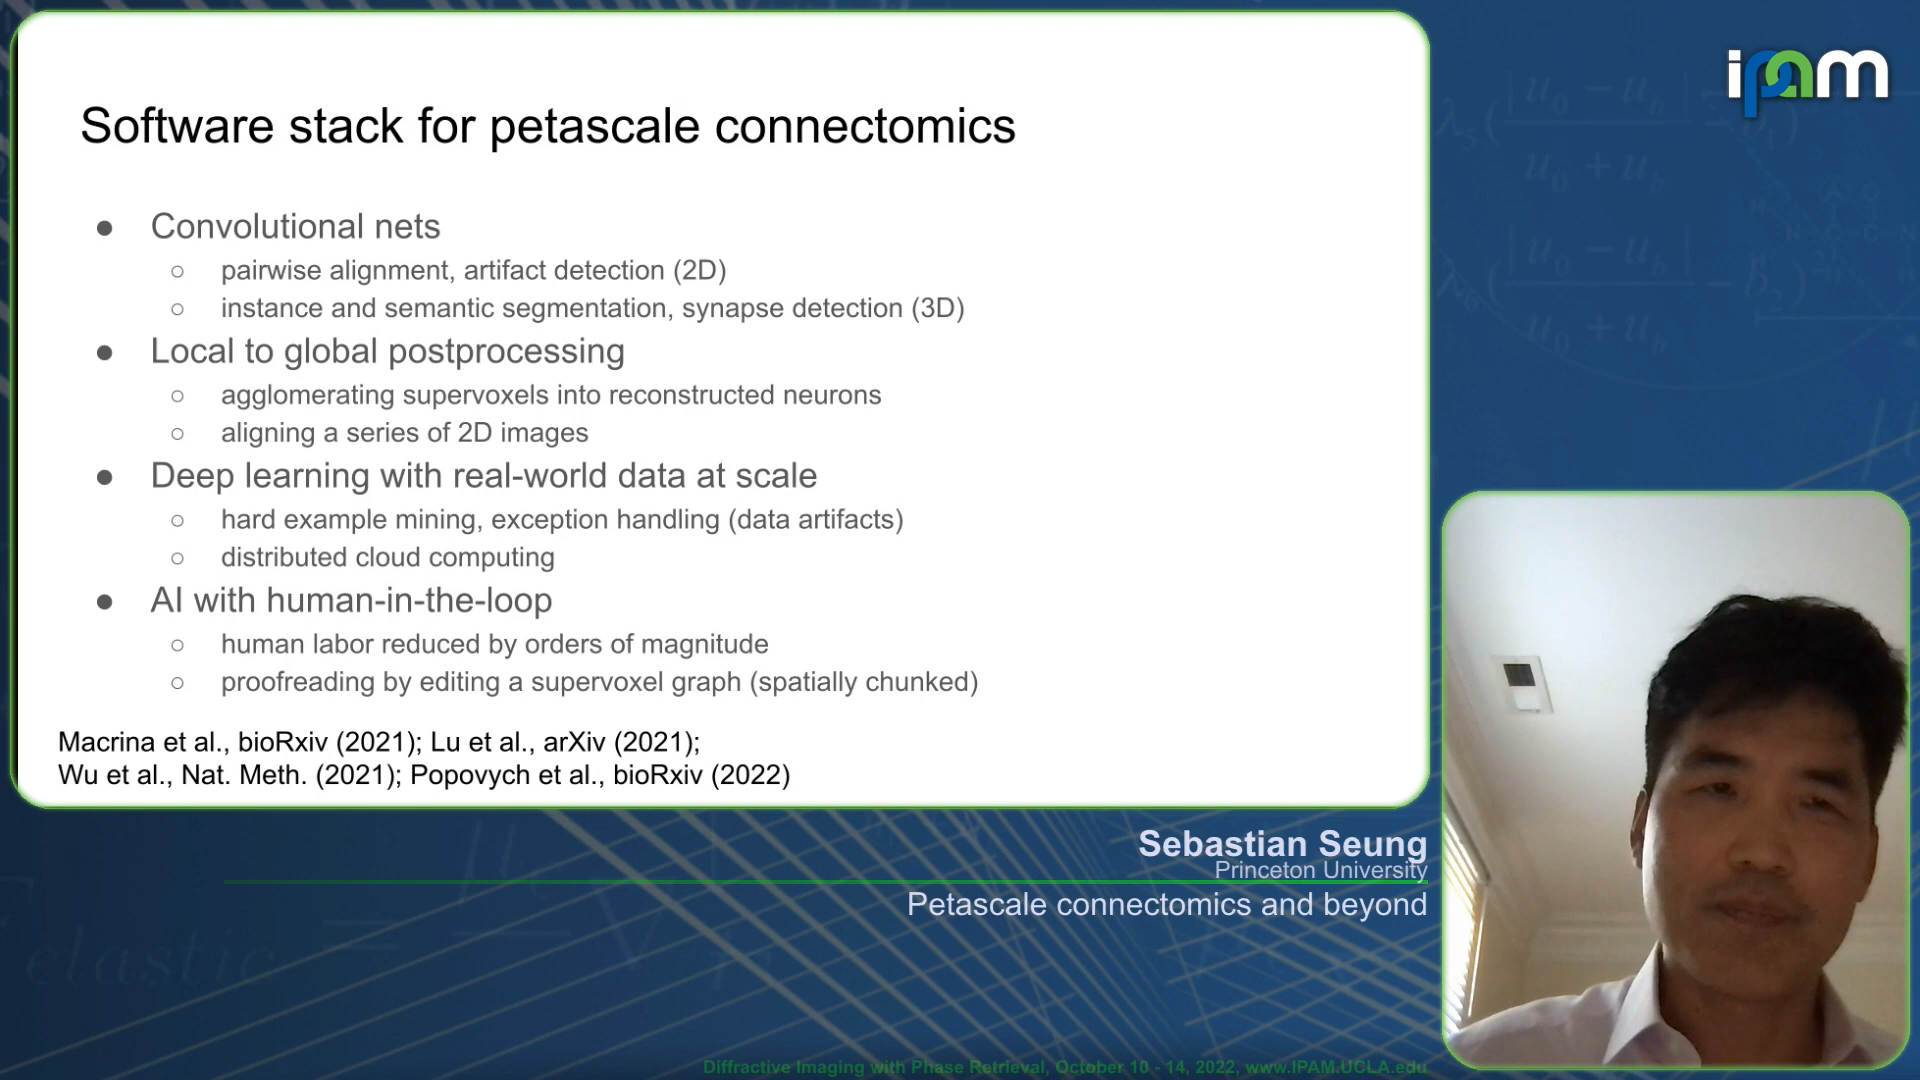 ipam
Software stack for petascale connectomics
● Convolutional nets
○ pairwise alignment, artifact detection (2D)
○ instance and semantic segmentation, synapse detection (3D)
● Local to global postprocessing
○ agglomerating supervoxels into reconstructed neurons
○ aligning a series of 2D images
● Deep learning with real-world data at scale
○ hard example mining, exception handling (data artifacts)
○ distributed cloud computing
● AI with human-in-the-loop
○ human labor reduced by orders of magnitude
○ proofreading by editing a supervoxel graph (spatially chunked)
Macrina et al., bioRxiv (2021); Lu et al., arXiv (2021);
Wu et al., Nat. Meth. (2021); Popovych et al., bioRxiv (2022)
Sebastian Seung
Princeton University
Petascale connectomics and beyond
elastic
Diffractive Imaging with Phase Retrieval, October 10 - 14, 2022, www.IPAM.UCLA.edu